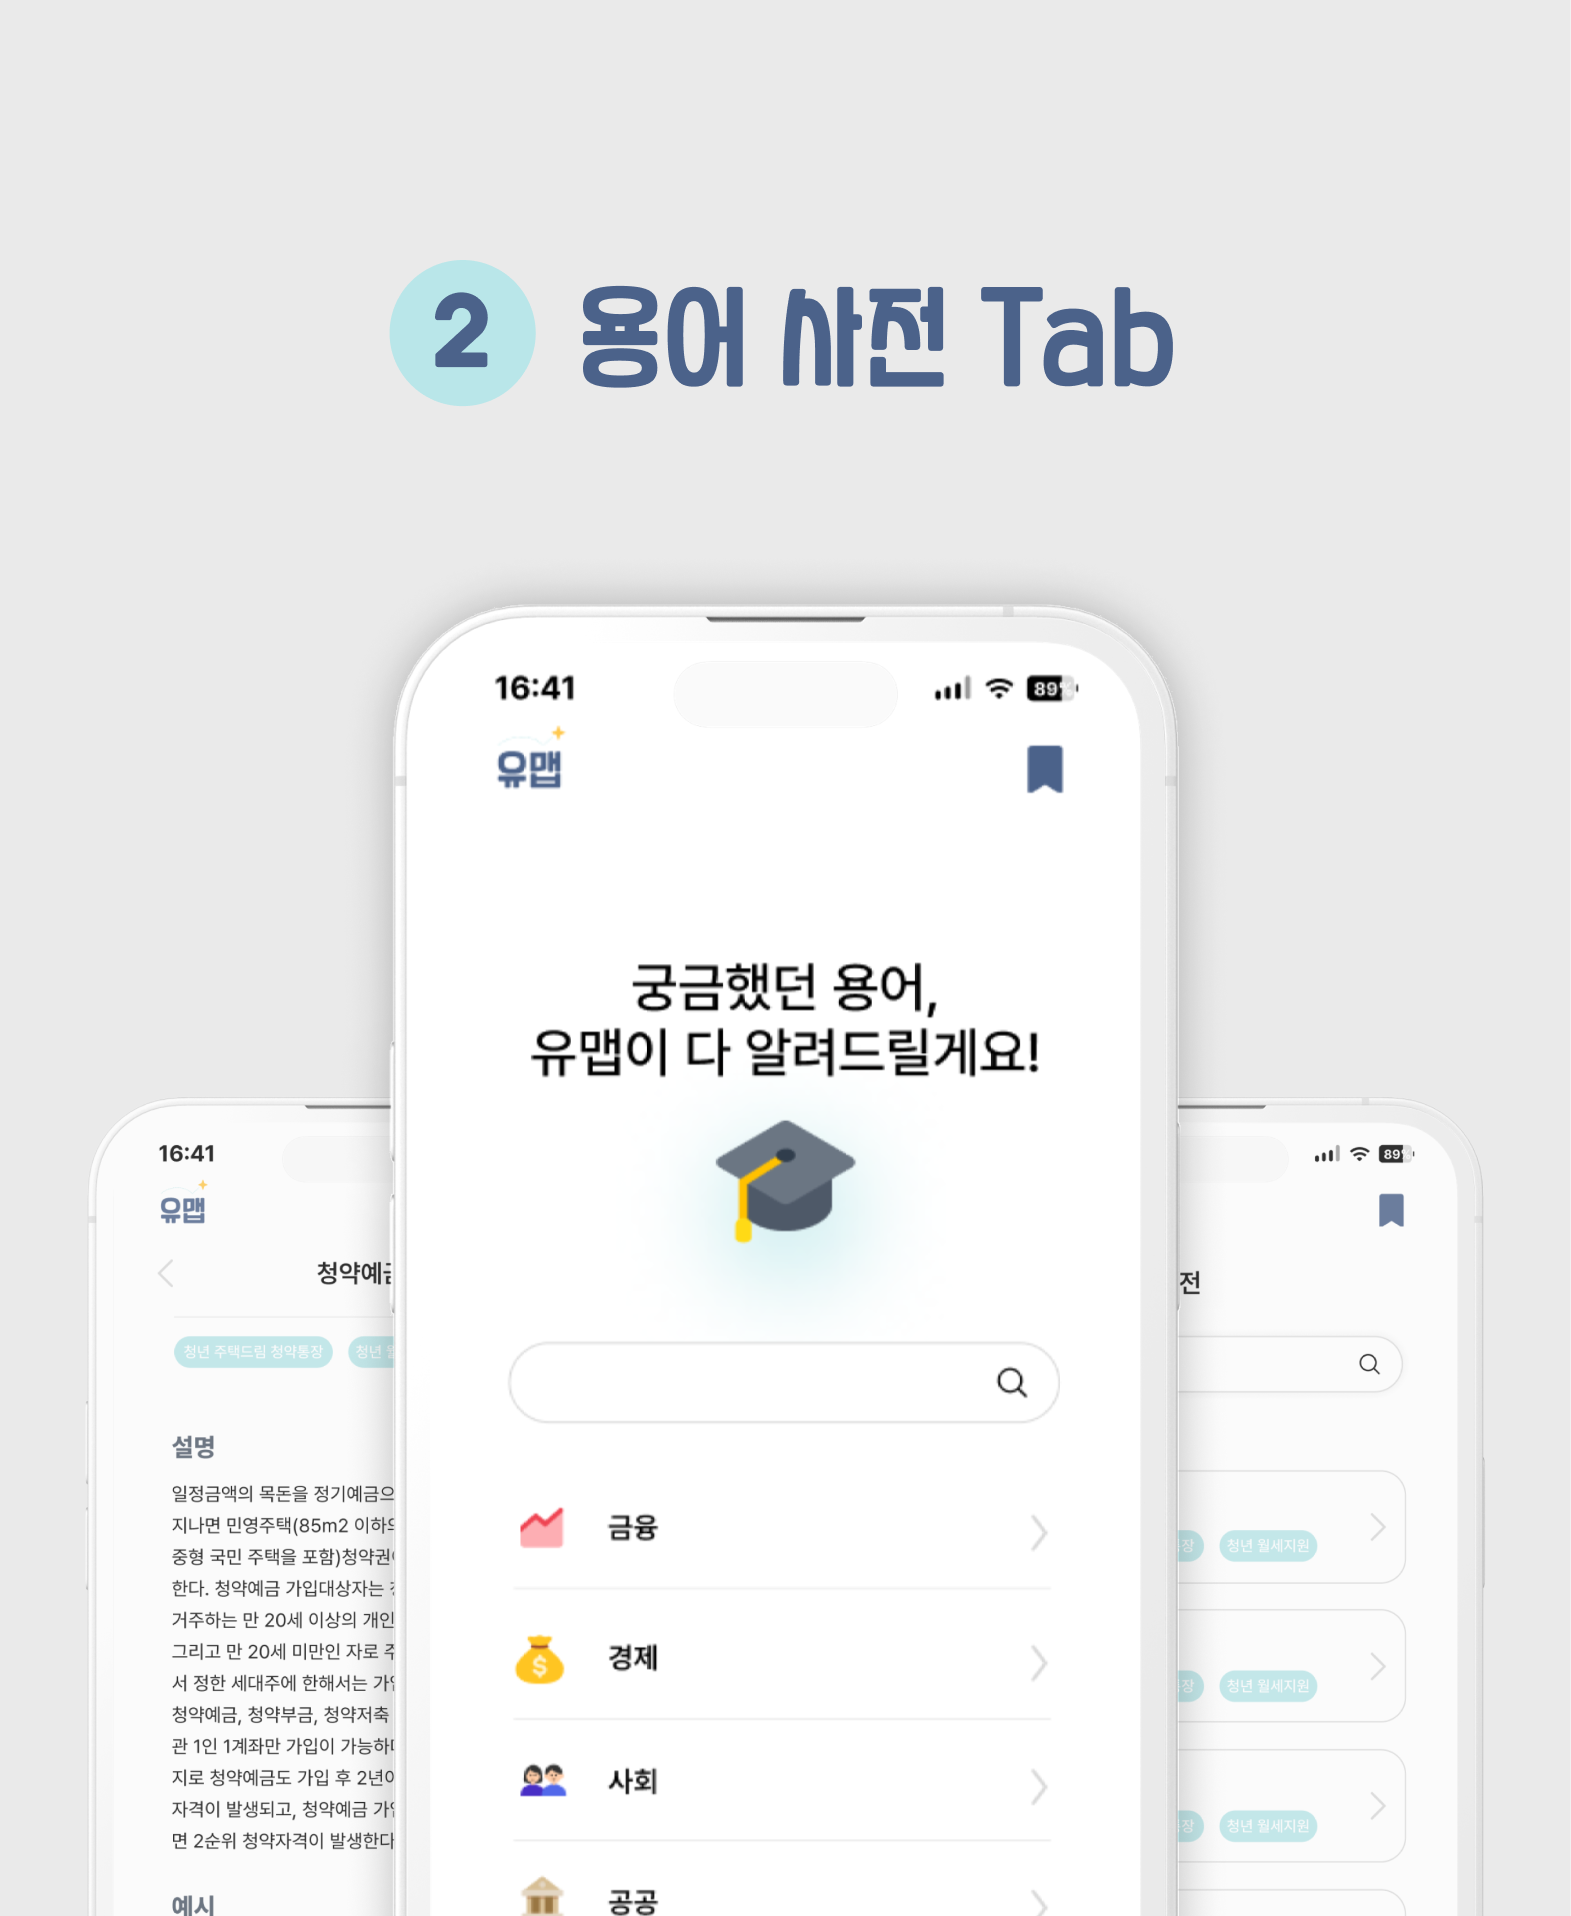 2 용어 사전 Tab
16:41
89
유맵
궁금했던 용어,
유맵이 다 알려드릴게요!
금융
경제
사회
공공
16:41
유맵
청약예금
청년 주택드림 청약통장 청년
설명
일정금액의 목돈을 정기예금으
지나면 민영주택(85m2 이하의
중형 국민 주택을 포함)청약권이
한다. 청약예금 가입대상자는
거주하는 만 20세 이상의 개인
그리고 만 20세 미만인 자로 주
서 정한 세대주에 한해서는 가입
청약예금, 청약부금, 청약저축
관 1인 1계좌만 가입이 가능하며
지로 청약예금도 가입 후 2년이
자격이 발생되고, 청약예금 가입
면 2순위 청약자격이 발생한다
예시
89
전
장 청년 월세지원
장 청년 월세지원
장 청년 월세지원